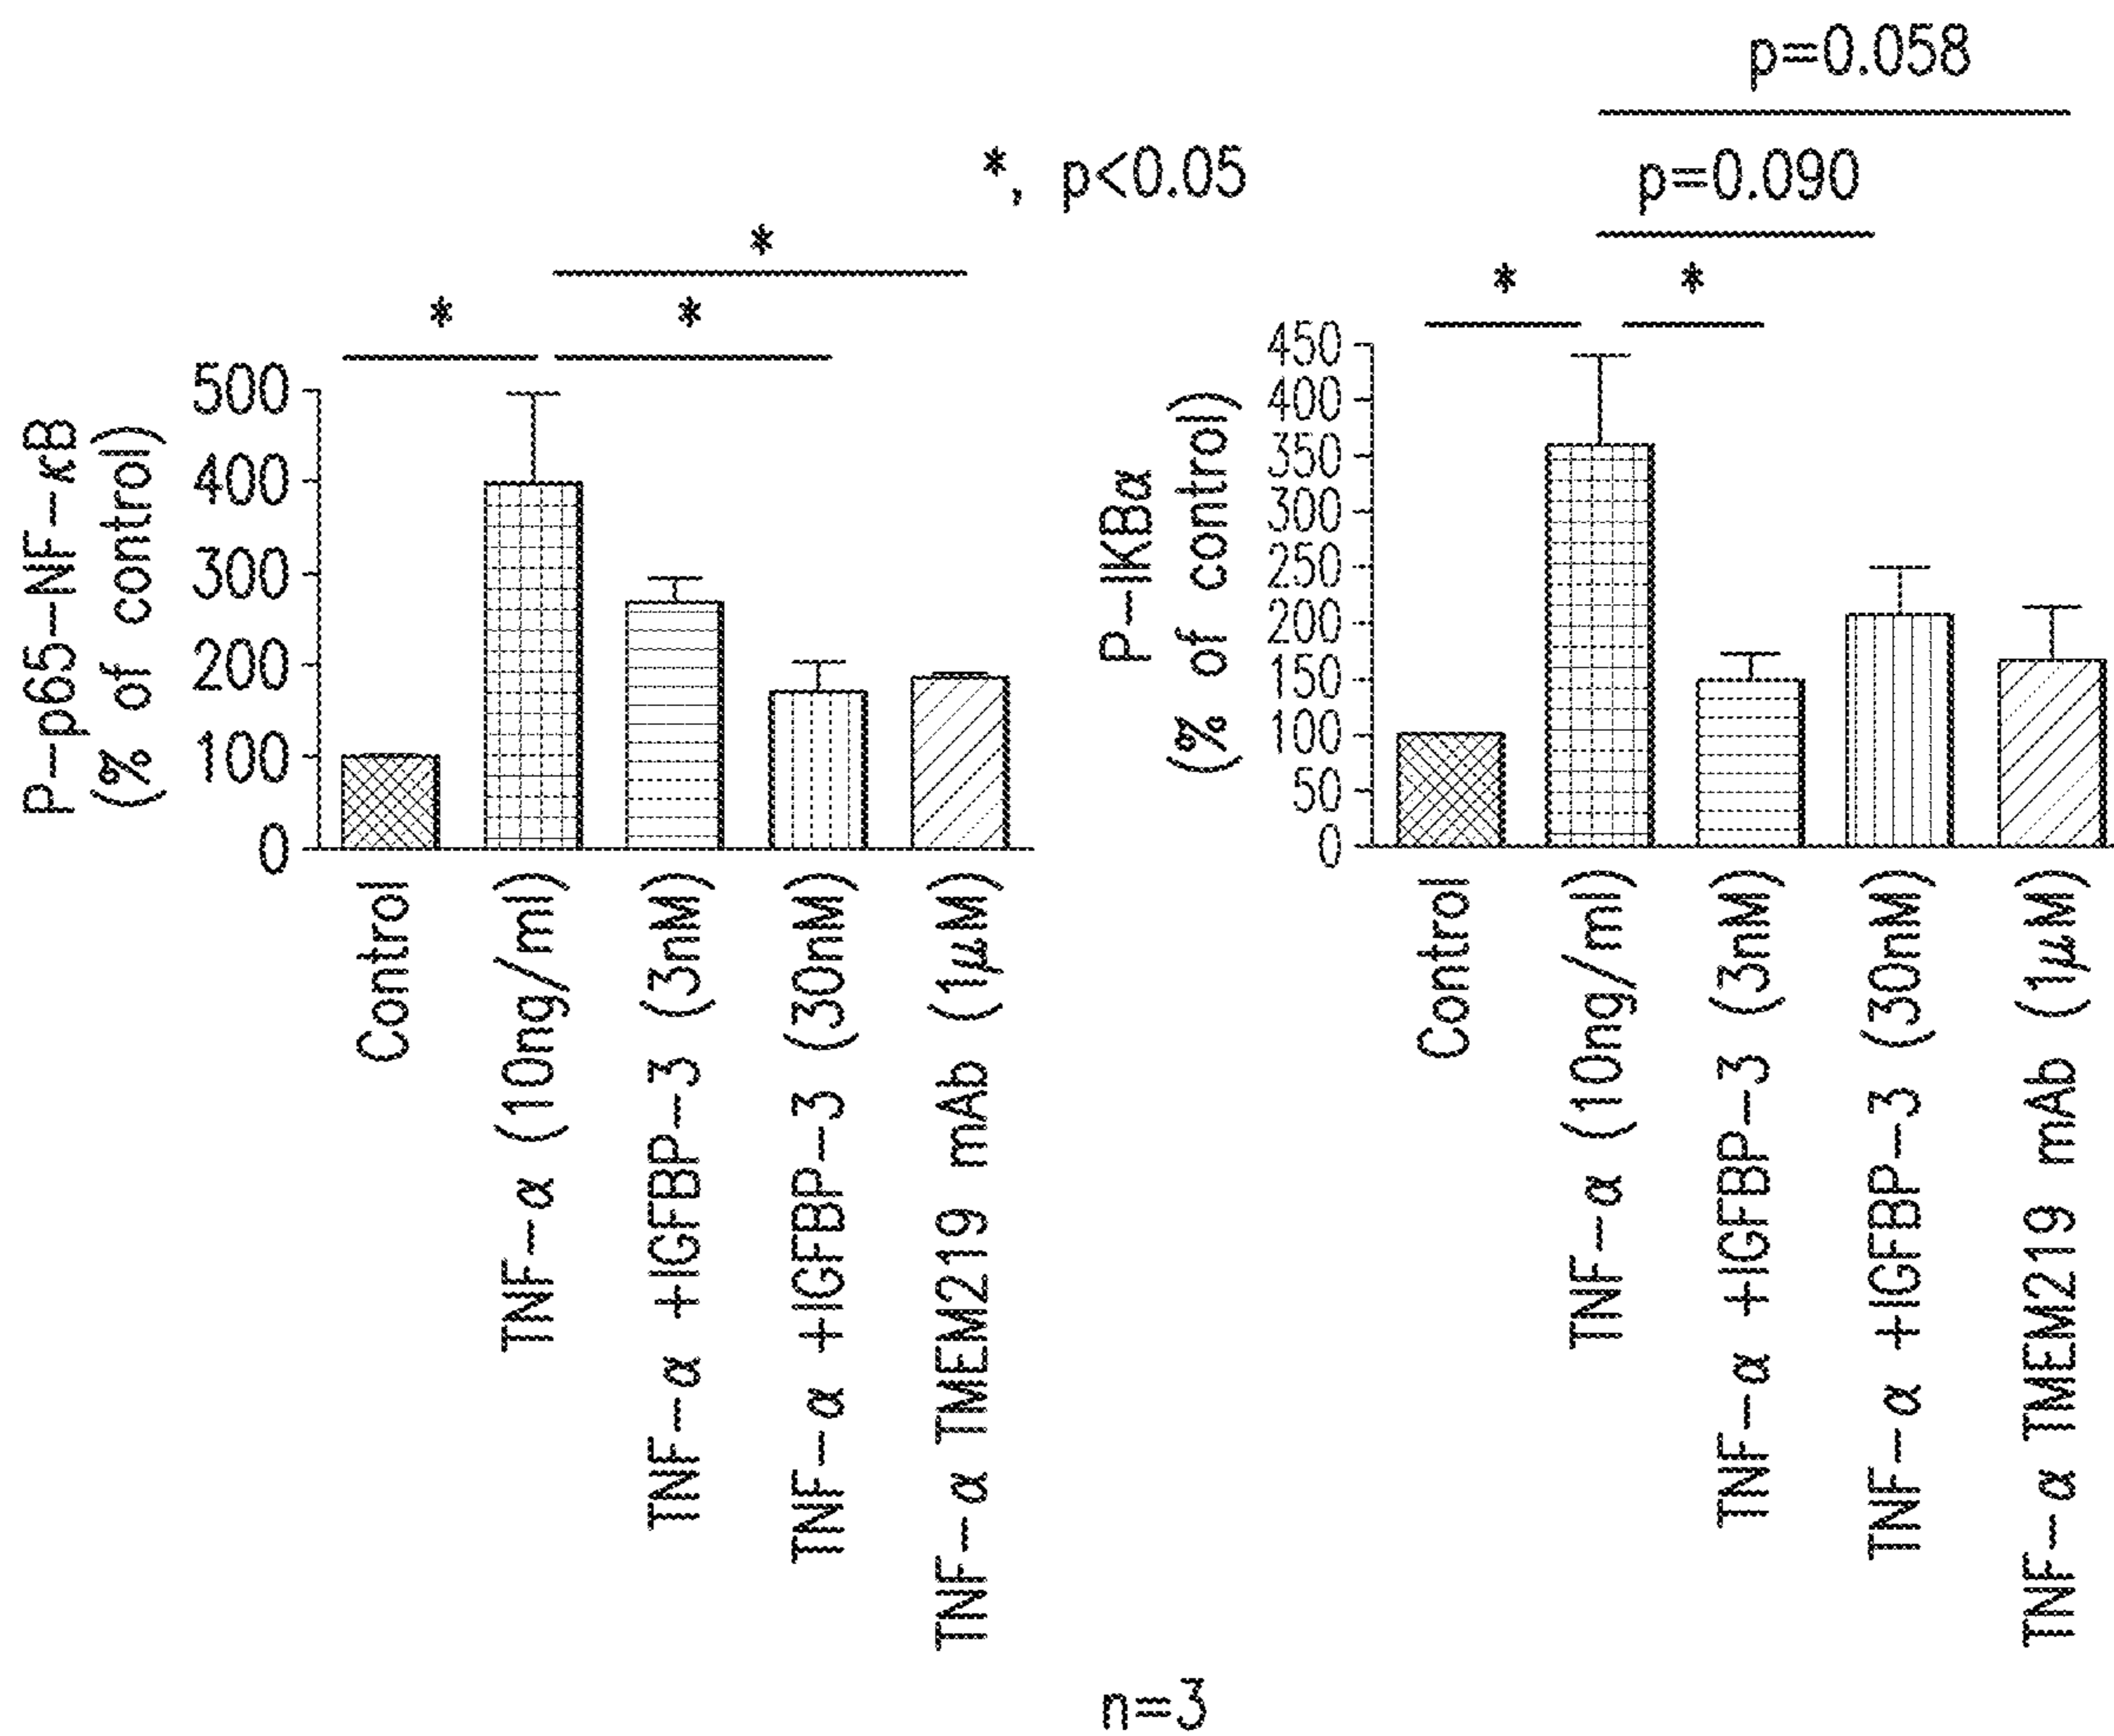 p=0.058
*, p<0.05
p=0.090
*
* *
* *
P-p65-NF-κB
(% of control)
500
400
300
200
100
0
Control
TNF-α (10ng/ml)
TNF-α +IGFBP-3 (3nM)
TNF-α +IGFBP-3 (30nM)
TNF-α TMEM219 mAb (1μM)
P-IKBα
(% of control)
450
400
350
300
250
200
150
100
50
0
Control
TNF-α (10ng/ml)
TNF-α +IGFBP-3 (3nM)
TNF-α +IGFBP-3 (30nM)
TNF-α TMEM219 mAb (1μM)
n=3